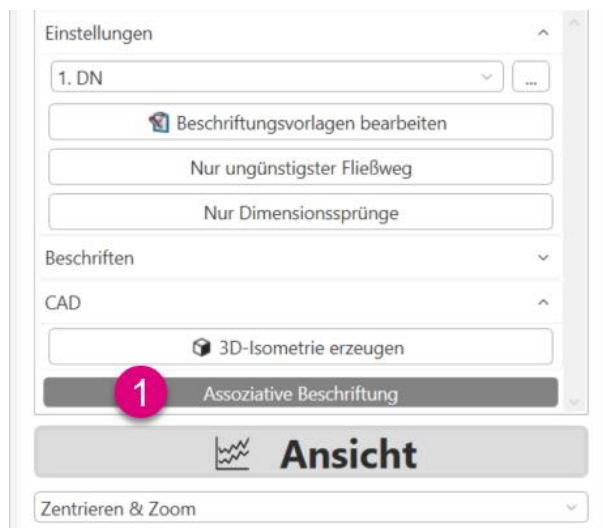 Einstellungen
1. DN
...
Beschriftungsvorlagen bearbeiten
Nur ungünstigster Fließweg
Nur Dimensionssprünge
Beschriften
CAD
3D-Isometrie erzeugen
1 Assoziative Beschriftung
Ansicht
Zentrieren & Zoom